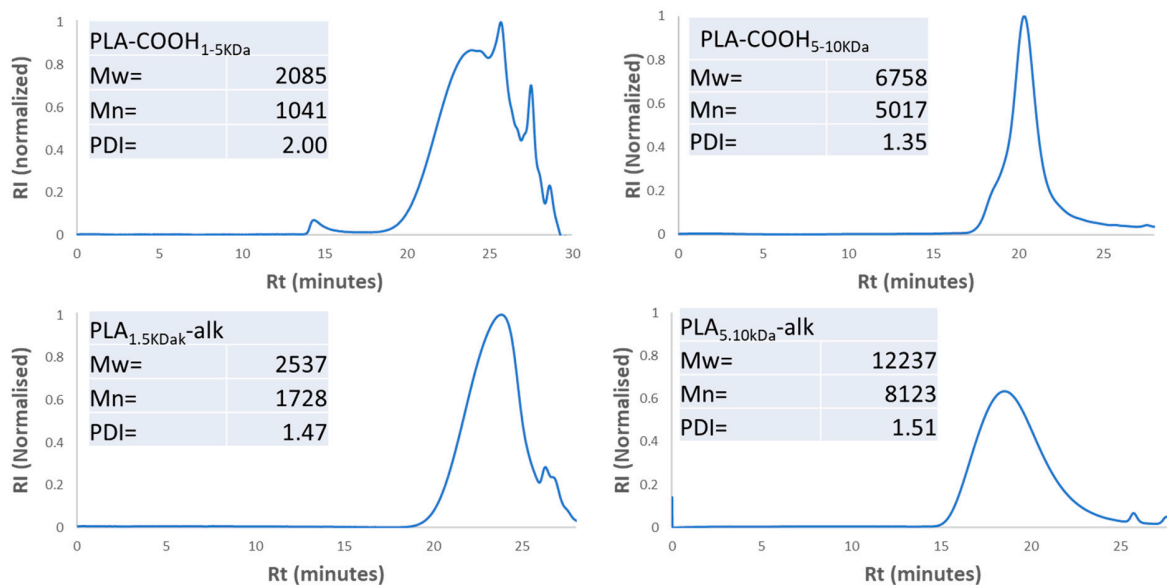 PLA-COOH1-5KDa
Mw= 2085
Mn= 1041
PDI= 2.00
RI (normalized)
1
0.8
0.6
0.4
0.2
0
0 5 10 15 20 25 30
Rt (minutes)
PLA-COOH5-10KDa
Mw= 6758
Mn= 5017
PDI= 1.35
RI (Normalized)
1
0.8
0.6
0.4
0.2
0
0 5 10 15 20 25
Rt (minutes)
PLA1.5KDak-alk
Mw= 2537
Mn= 1728
PDI= 1.47
RI (Normalised)
1
0.8
0.6
0.4
0.2
0
0 5 10 15 20 25
Rt (minutes)
PLA5.10kDa-alk
Mw= 12237
Mn= 8123
PDI= 1.51
RI (Normalised)
1
0.8
0.6
0.4
0.2
0
0 5 10 15 20 25
Rt (minutes)